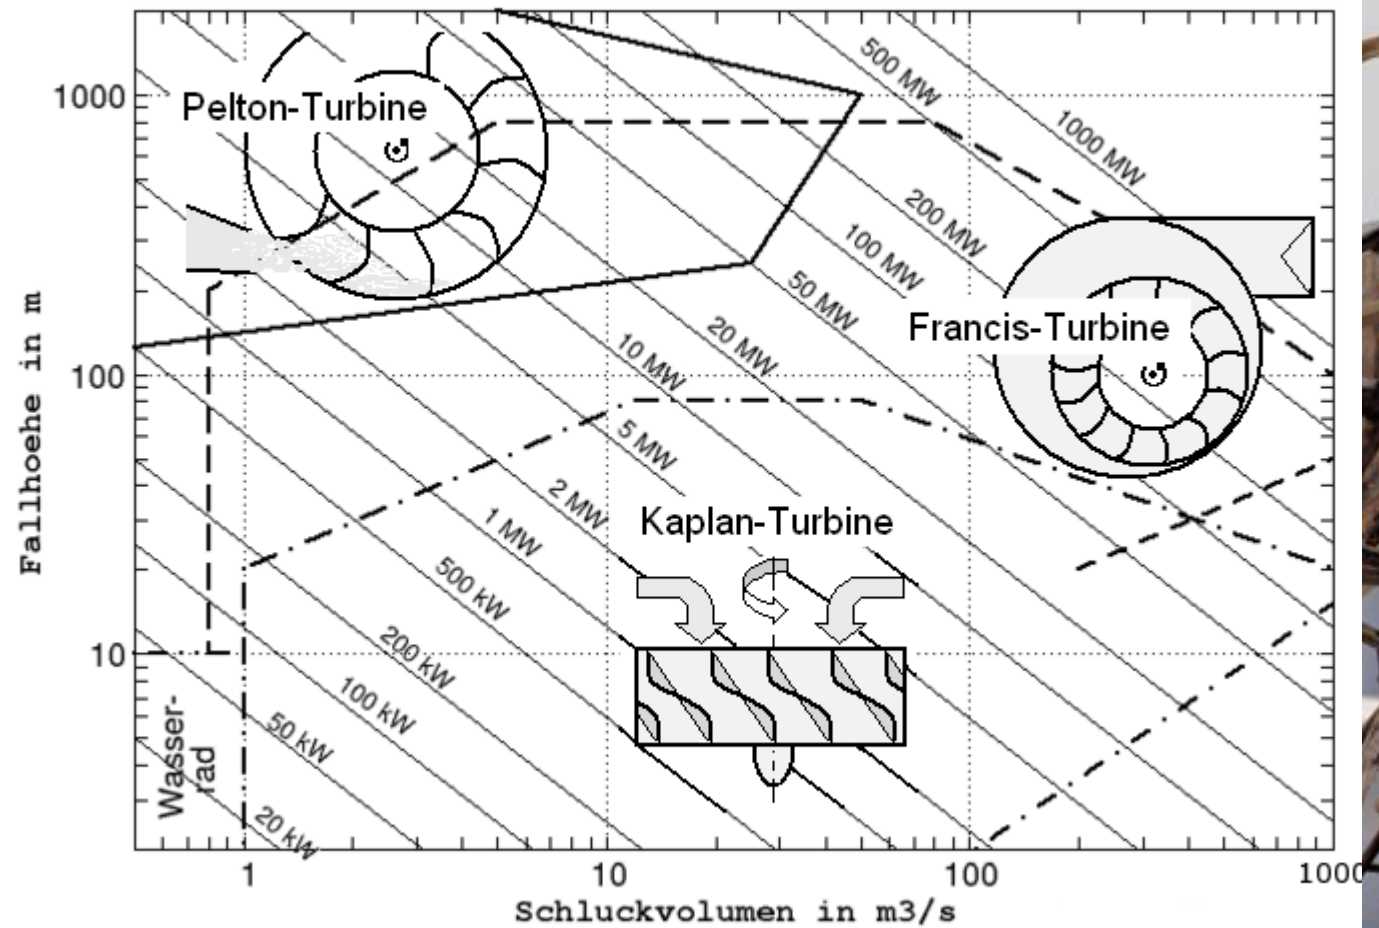 1000
100
10
Fallhoehe in m
Pelton-Turbine
500 MW
1000 MW
200 MW
100 MW
50 MW
20 MW
10 MW
5 MW
2 MW
1 MW
500 kW
200 kW
100 kW
50 kW
20 kW
Francis-Turbine
Kaplan-Turbine
Wasser-
rad
1
10
100
1000
Schluckvolumen in m3/s